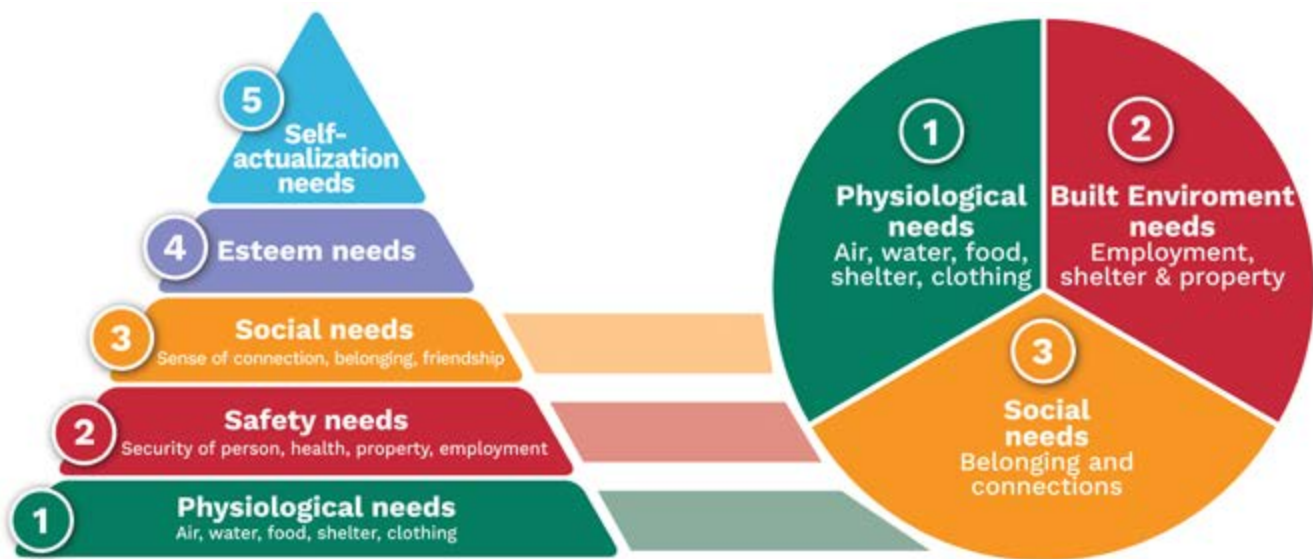 5
Self-
actualization
needs
4
Esteem needs
3
Social needs
Sense of connection, belonging, friendship
2
Safety needs
Security of person, health, property, employment
1
Physiological needs
Air, water, food, shelter, clothing
1
Physiological
needs
Air, water, food,
shelter, clothing
2
Built Enviroment
needs
Employment,
shelter & property
3
Social
needs
Belonging and
connections